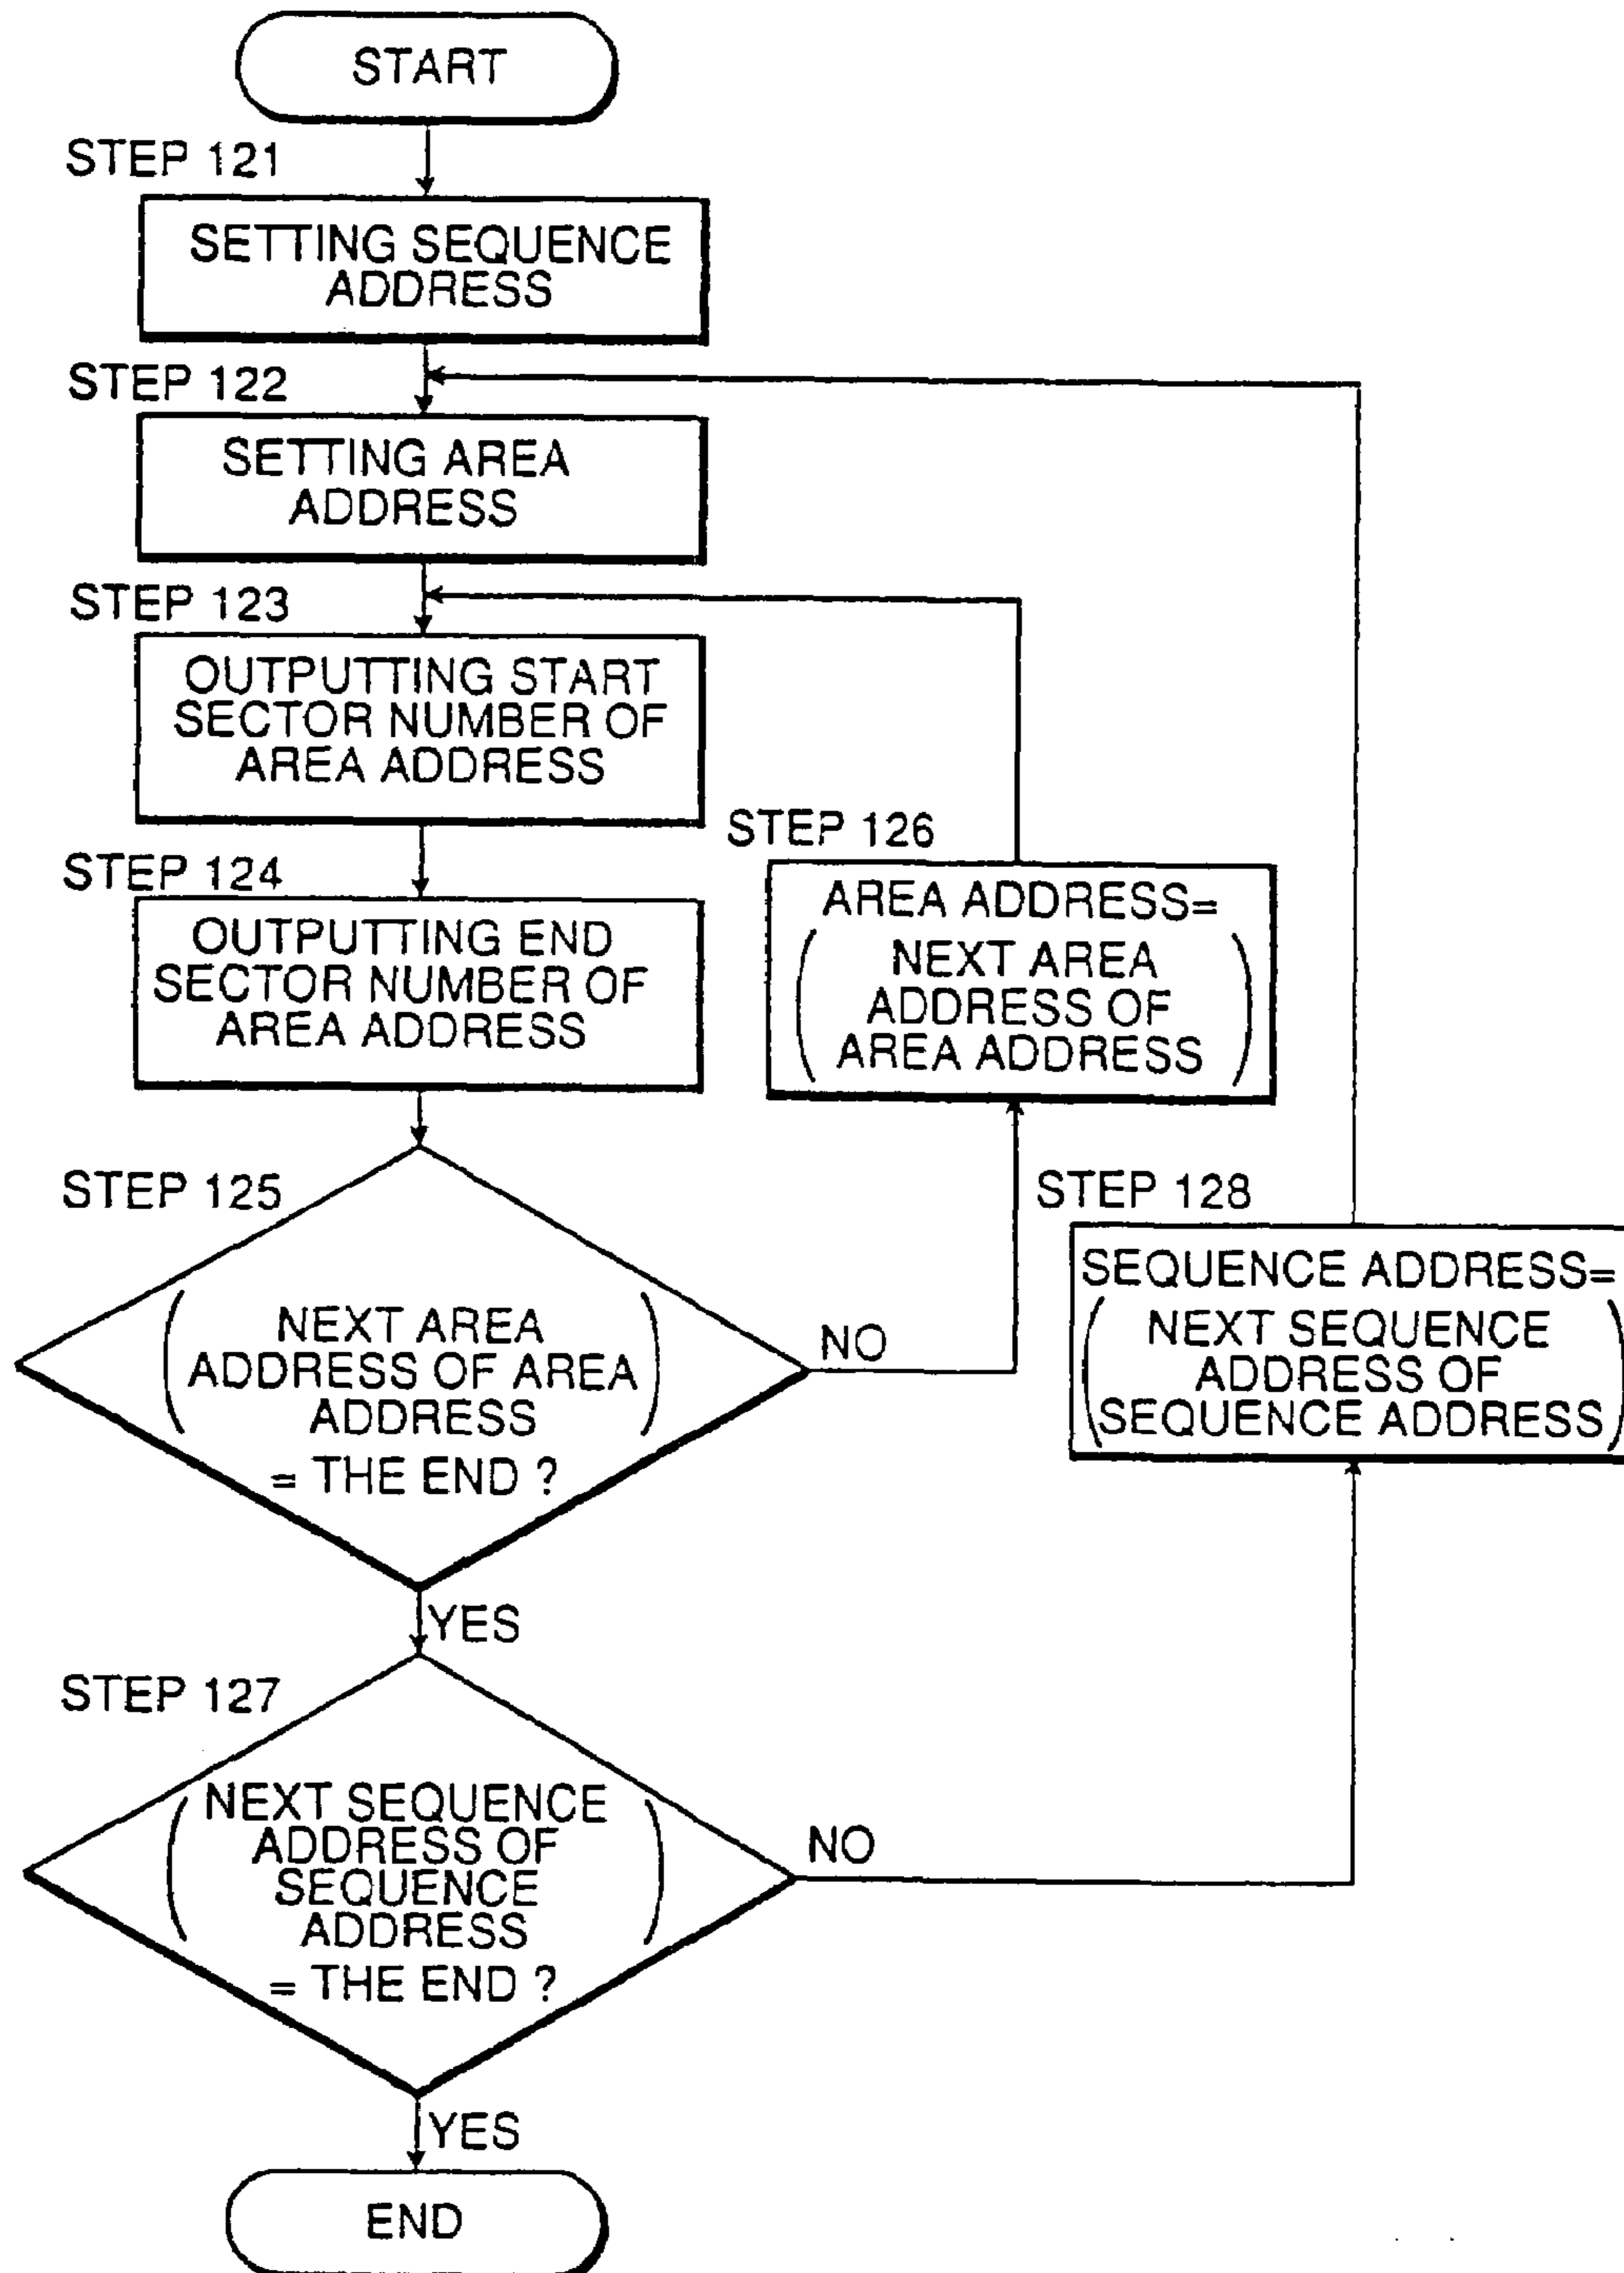 START
STEP 121
SETTING SEQUENCE
ADDRESS
STEP 122
SETTING AREA
ADDRESS
STEP 123
OUTPUTTING START
SECTOR NUMBER OF
AREA ADDRESS
STEP 124
OUTPUTTING END
SECTOR NUMBER OF
AREA ADDRESS
STEP 126
AREA ADDRESS=
( NEXT AREA
ADDRESS OF
AREA ADDRESS )
STEP 125
( NEXT AREA
ADDRESS OF AREA
ADDRESS )
= THE END ?
NO
YES
STEP 128
SEQUENCE ADDRESS=
( NEXT SEQUENCE
ADDRESS OF
SEQUENCE ADDRESS )
STEP 127
( NEXT SEQUENCE
ADDRESS OF
SEQUENCE
ADDRESS )
= THE END ?
NO
YES
END